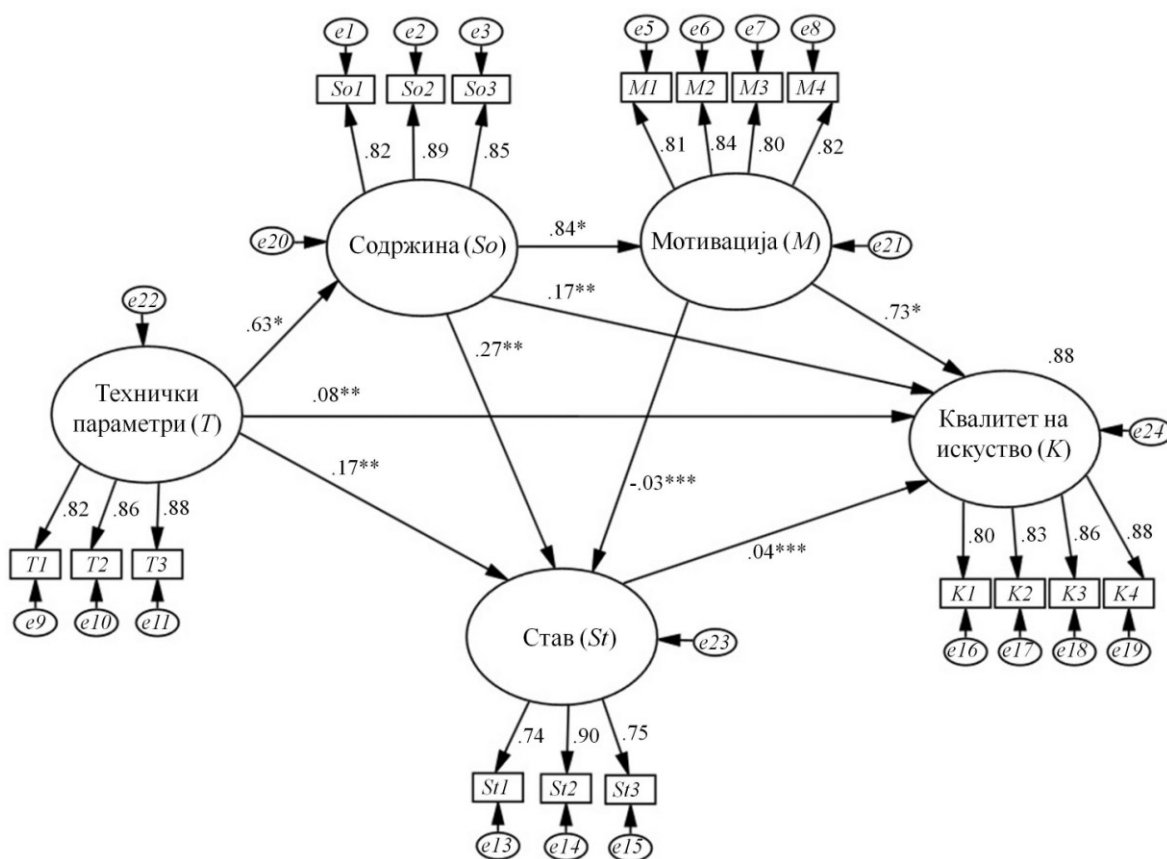 e1 e2 e3 e5 e6 e7 e8
So1 So2 So3 M1 M2 M3 M4
.82 .89 .85 .81 .84 .80 .82
e20 Содржина (So) .84* Мотивација (M) e21
e22 .63* .17** .73*
.27** .88
Технички
параметри (T)
.08**
Квалитет на
искуство (K)
e24
.17** -.03*** .04***
.82 .86 .88 .80 .83 .86 .88
T1 T2 T3 K1 K2 K3 K4
e9 e10 e11 e16 e17 e18 e19
Став (St) e23
.74 .90 .75
St1 St2 St3
e13 e14 e15